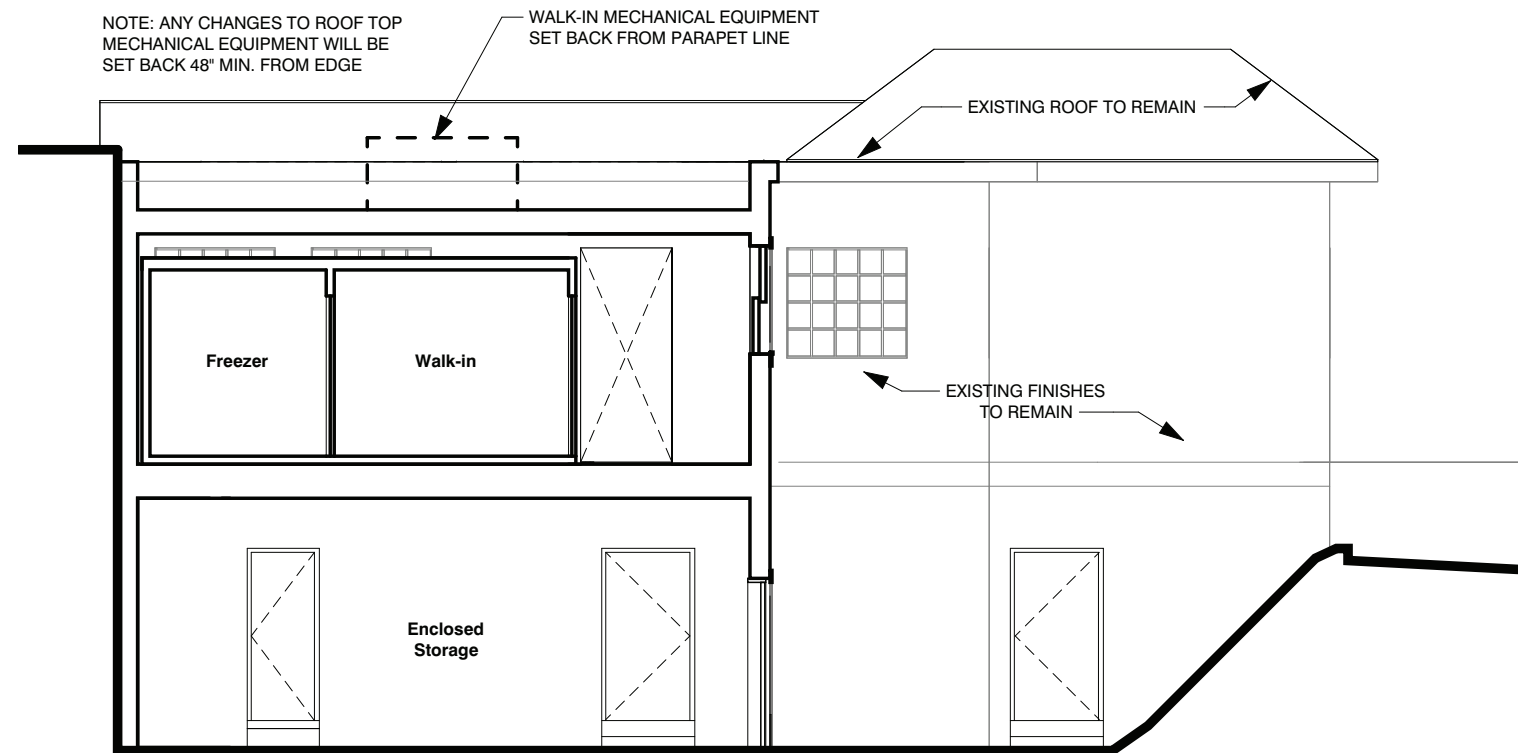 NOTE: ANY CHANGES TO ROOF TOP
MECHANICAL EQUIPMENT WILL BE
SET BACK 48" MIN. FROM EDGE
WALK-IN MECHANICAL EQUIPMENT
SET BACK FROM PARAPET LINE
EXISTING ROOF TO REMAIN
Freezer
Walk-in
EXISTING FINISHES
TO REMAIN
Enclosed
Storage